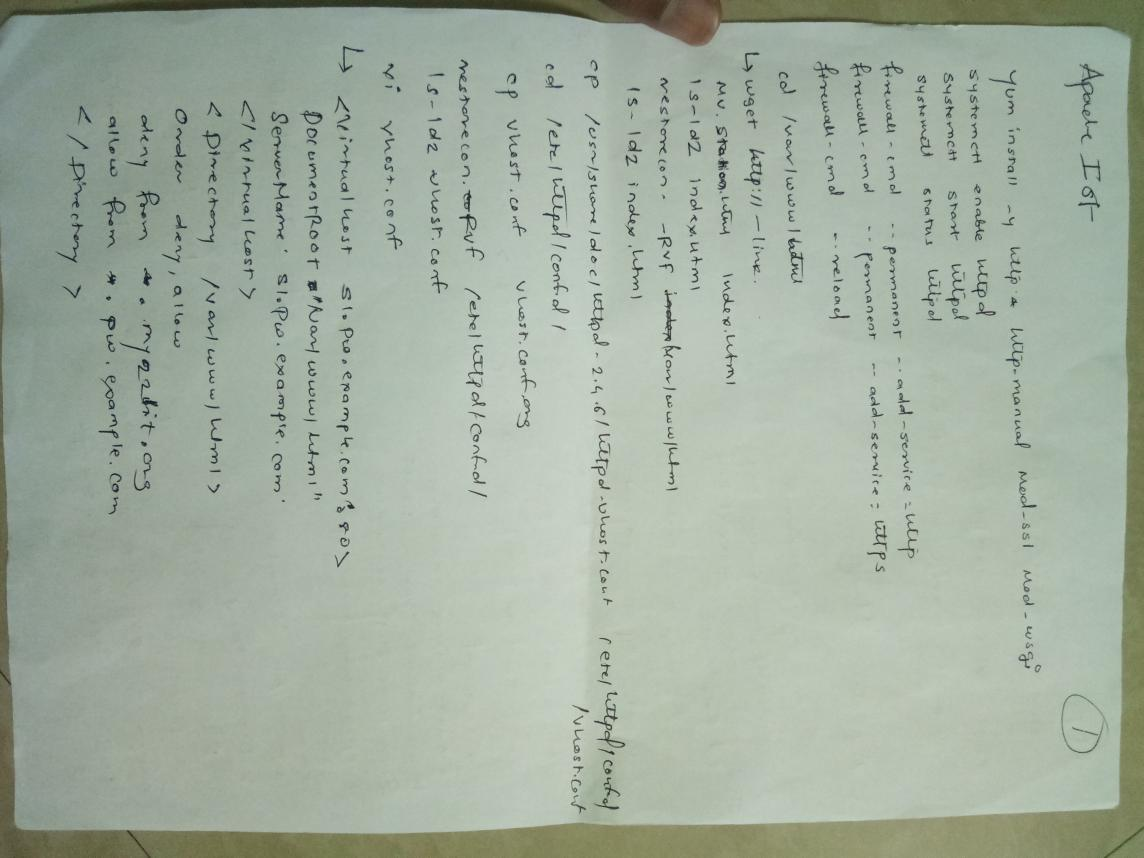 Apache Ist
1
Yum install -y http* http-manual mod-ssl mod-wsgi
systemctl enable httpd
systemctl start httpd
systemctl status httpd
firewall-cmd --permanent --add-service=http
firewall-cmd --permanent --add-service=https
firewall-cmd --reload
cd /var/www/html
↳ wget http://-link.
Mv. station.html index.html
ls-ldz index.html
restorecon. -Rvf /var/www/html
ls-ldz index.html
cp /usr/share/doc/httpd-2.4.6/httpd-vhost.conf /etc/httpd/conf.d
/vhost.conf
cd /etc/httpd/conf.d/
cp vhost.conf vhost.conf.org
restorecon. Rvf /etc/httpd/conf.d/
ls-ldz vhost.conf
vi vhost.conf
↳ <Virtualhost s1.pw.example.com:80>
DocumentRoot "/var/www/html"
ServerName s1.pw.example.com
</Virtualhost>
<Directory /var/www/html>
Order deny,allow
deny from *.my22hit.org
allow from *.pw.example.com
</Directory>